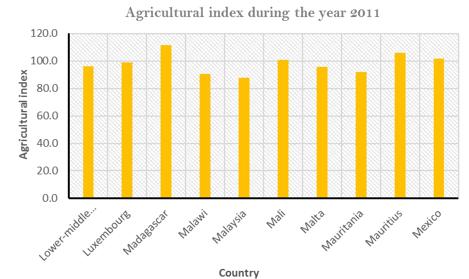 Agricultural index during the year 2011
120.0
100.0
80.0
60.0
40.0
20.0
0.0
Agricultural index
Lower-middle...
Luxembourg
Madagascar
Malawi
Malaysia
Mali
Malta
Mauritania
Mauritius
Mexico
Country